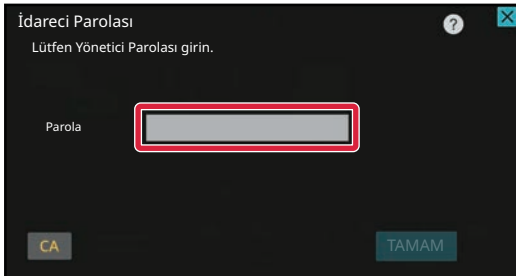 İdareci Parolası
?
Lütfen Yönetici Parolası girin.
Parola
CA
TAMAM